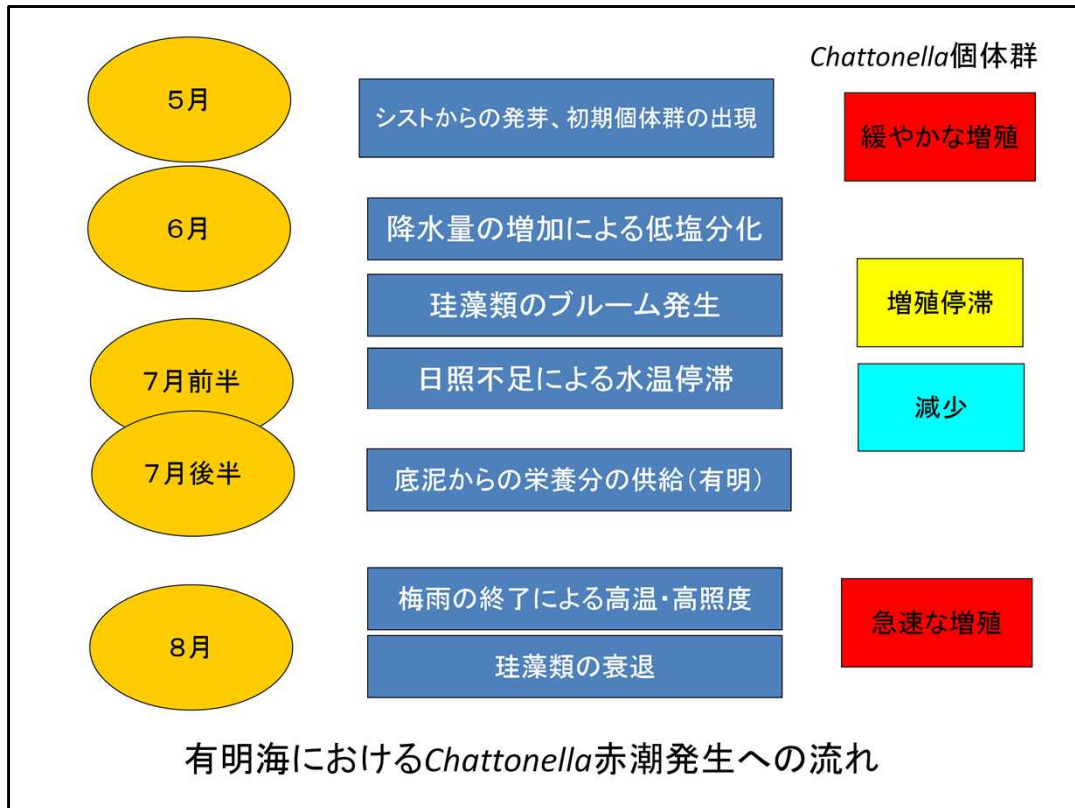 Chattonella個体群
5月
シストからの発芽、初期個体群の出現
緩やかな増殖
6月
降水量の増加による低塩分化
珪藻類のブルーム発生
増殖停滞
7月前半
日照不足による水温停滞
減少
7月後半
底泥からの栄養分の供給（有明）
梅雨の終了による高温・高照度
急速な増殖
8月
珪藻類の衰退
有明海におけるChattonella赤潮発生への流れ